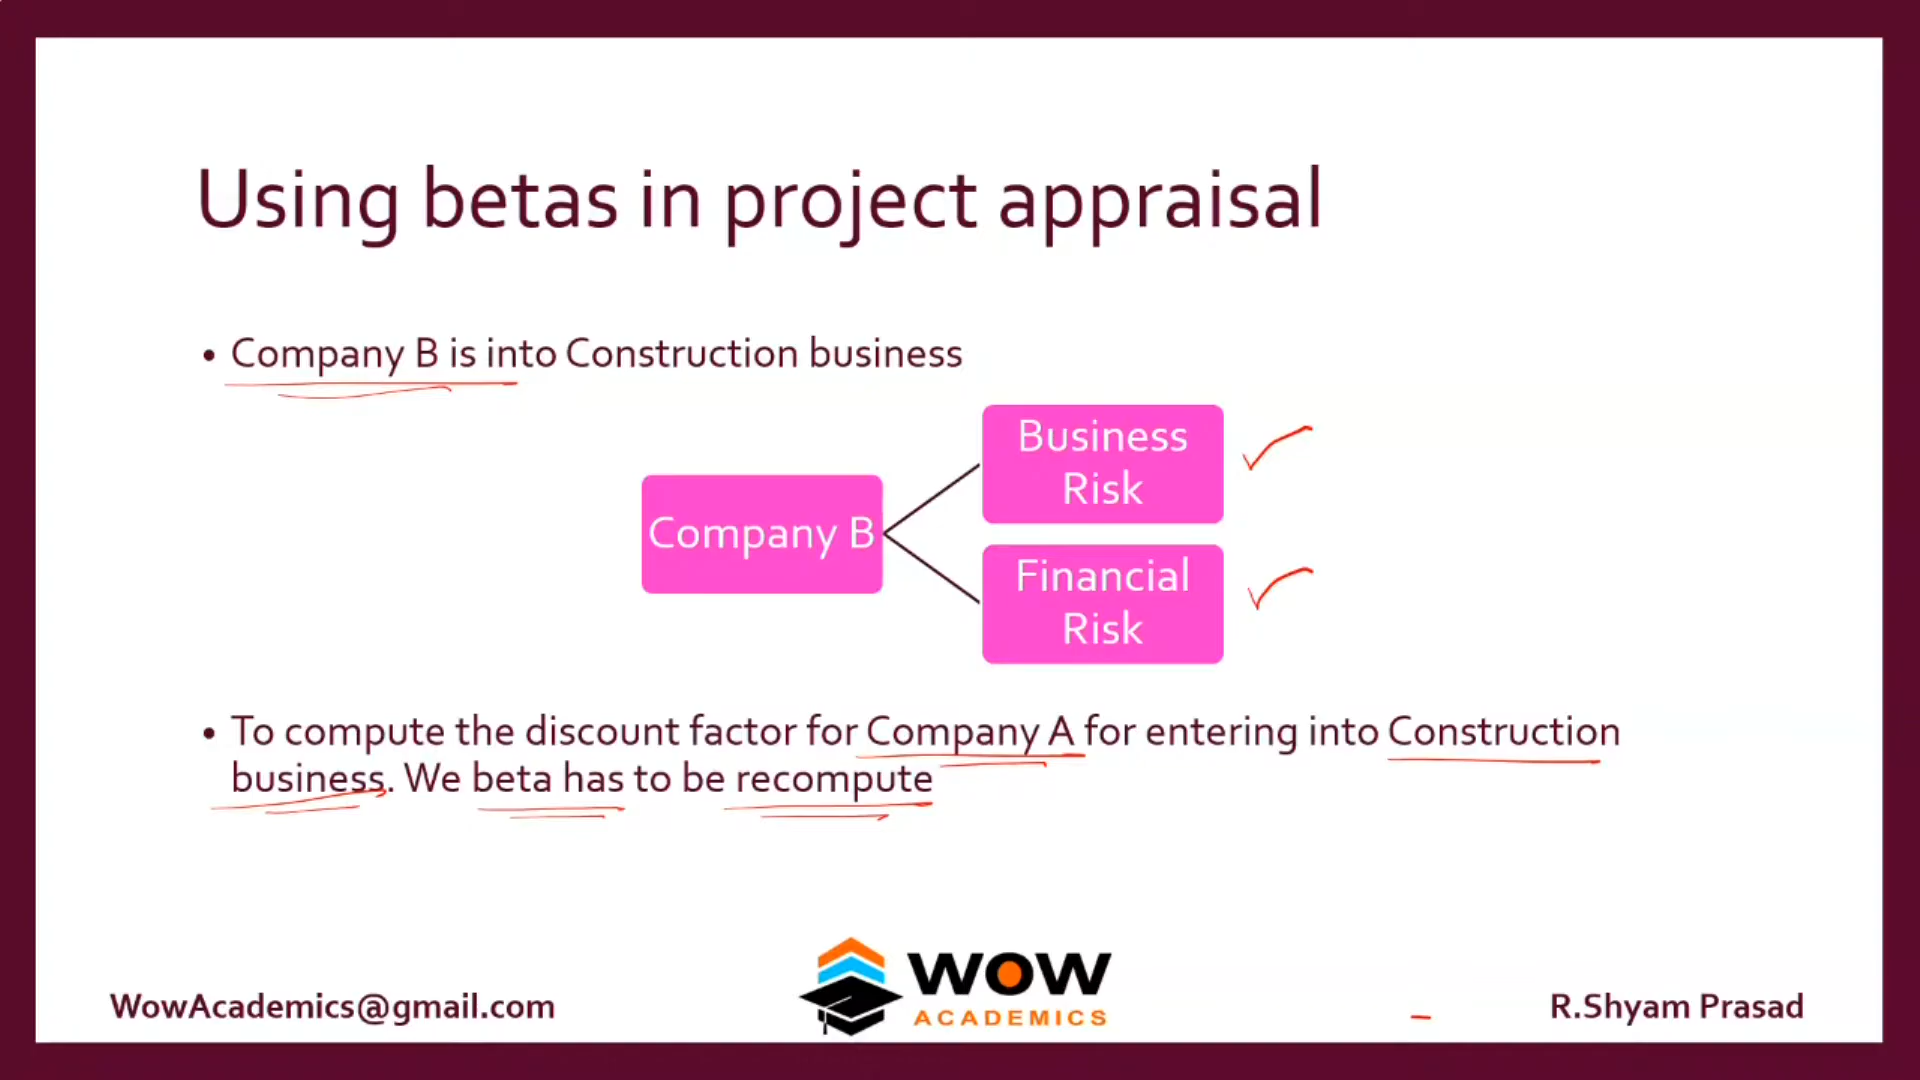 Using betas in project appraisal
• Company B is into Construction business
Business
Risk
Company B
Financial
Risk
• To compute the discount factor for Company A for entering into Construction
business. We beta has to be recompute
WowAcademics@gmail.com
WOW
ACADEMICS
R.Shyam Prasad